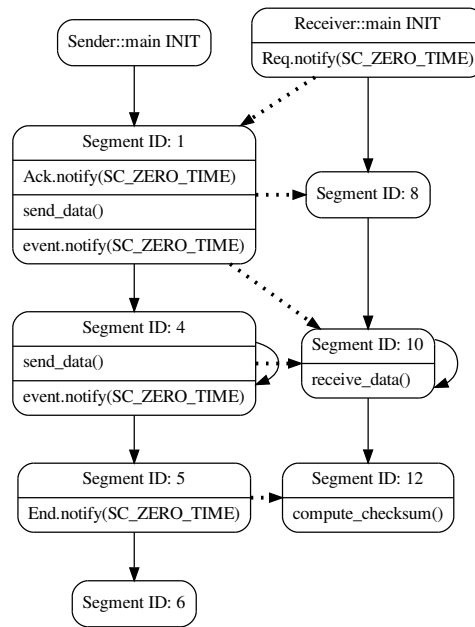 Sender::main INIT
Receiver::main INIT
Req.notify(SC_ZERO_TIME)
Segment ID: 1
Ack.notify(SC_ZERO_TIME)
send_data()
event.notify(SC_ZERO_TIME)
Segment ID: 8
Segment ID: 4
send_data()
event.notify(SC_ZERO_TIME)
Segment ID: 10
receive_data()
Segment ID: 5
End.notify(SC_ZERO_TIME)
Segment ID: 12
compute_checksum()
Segment ID: 6